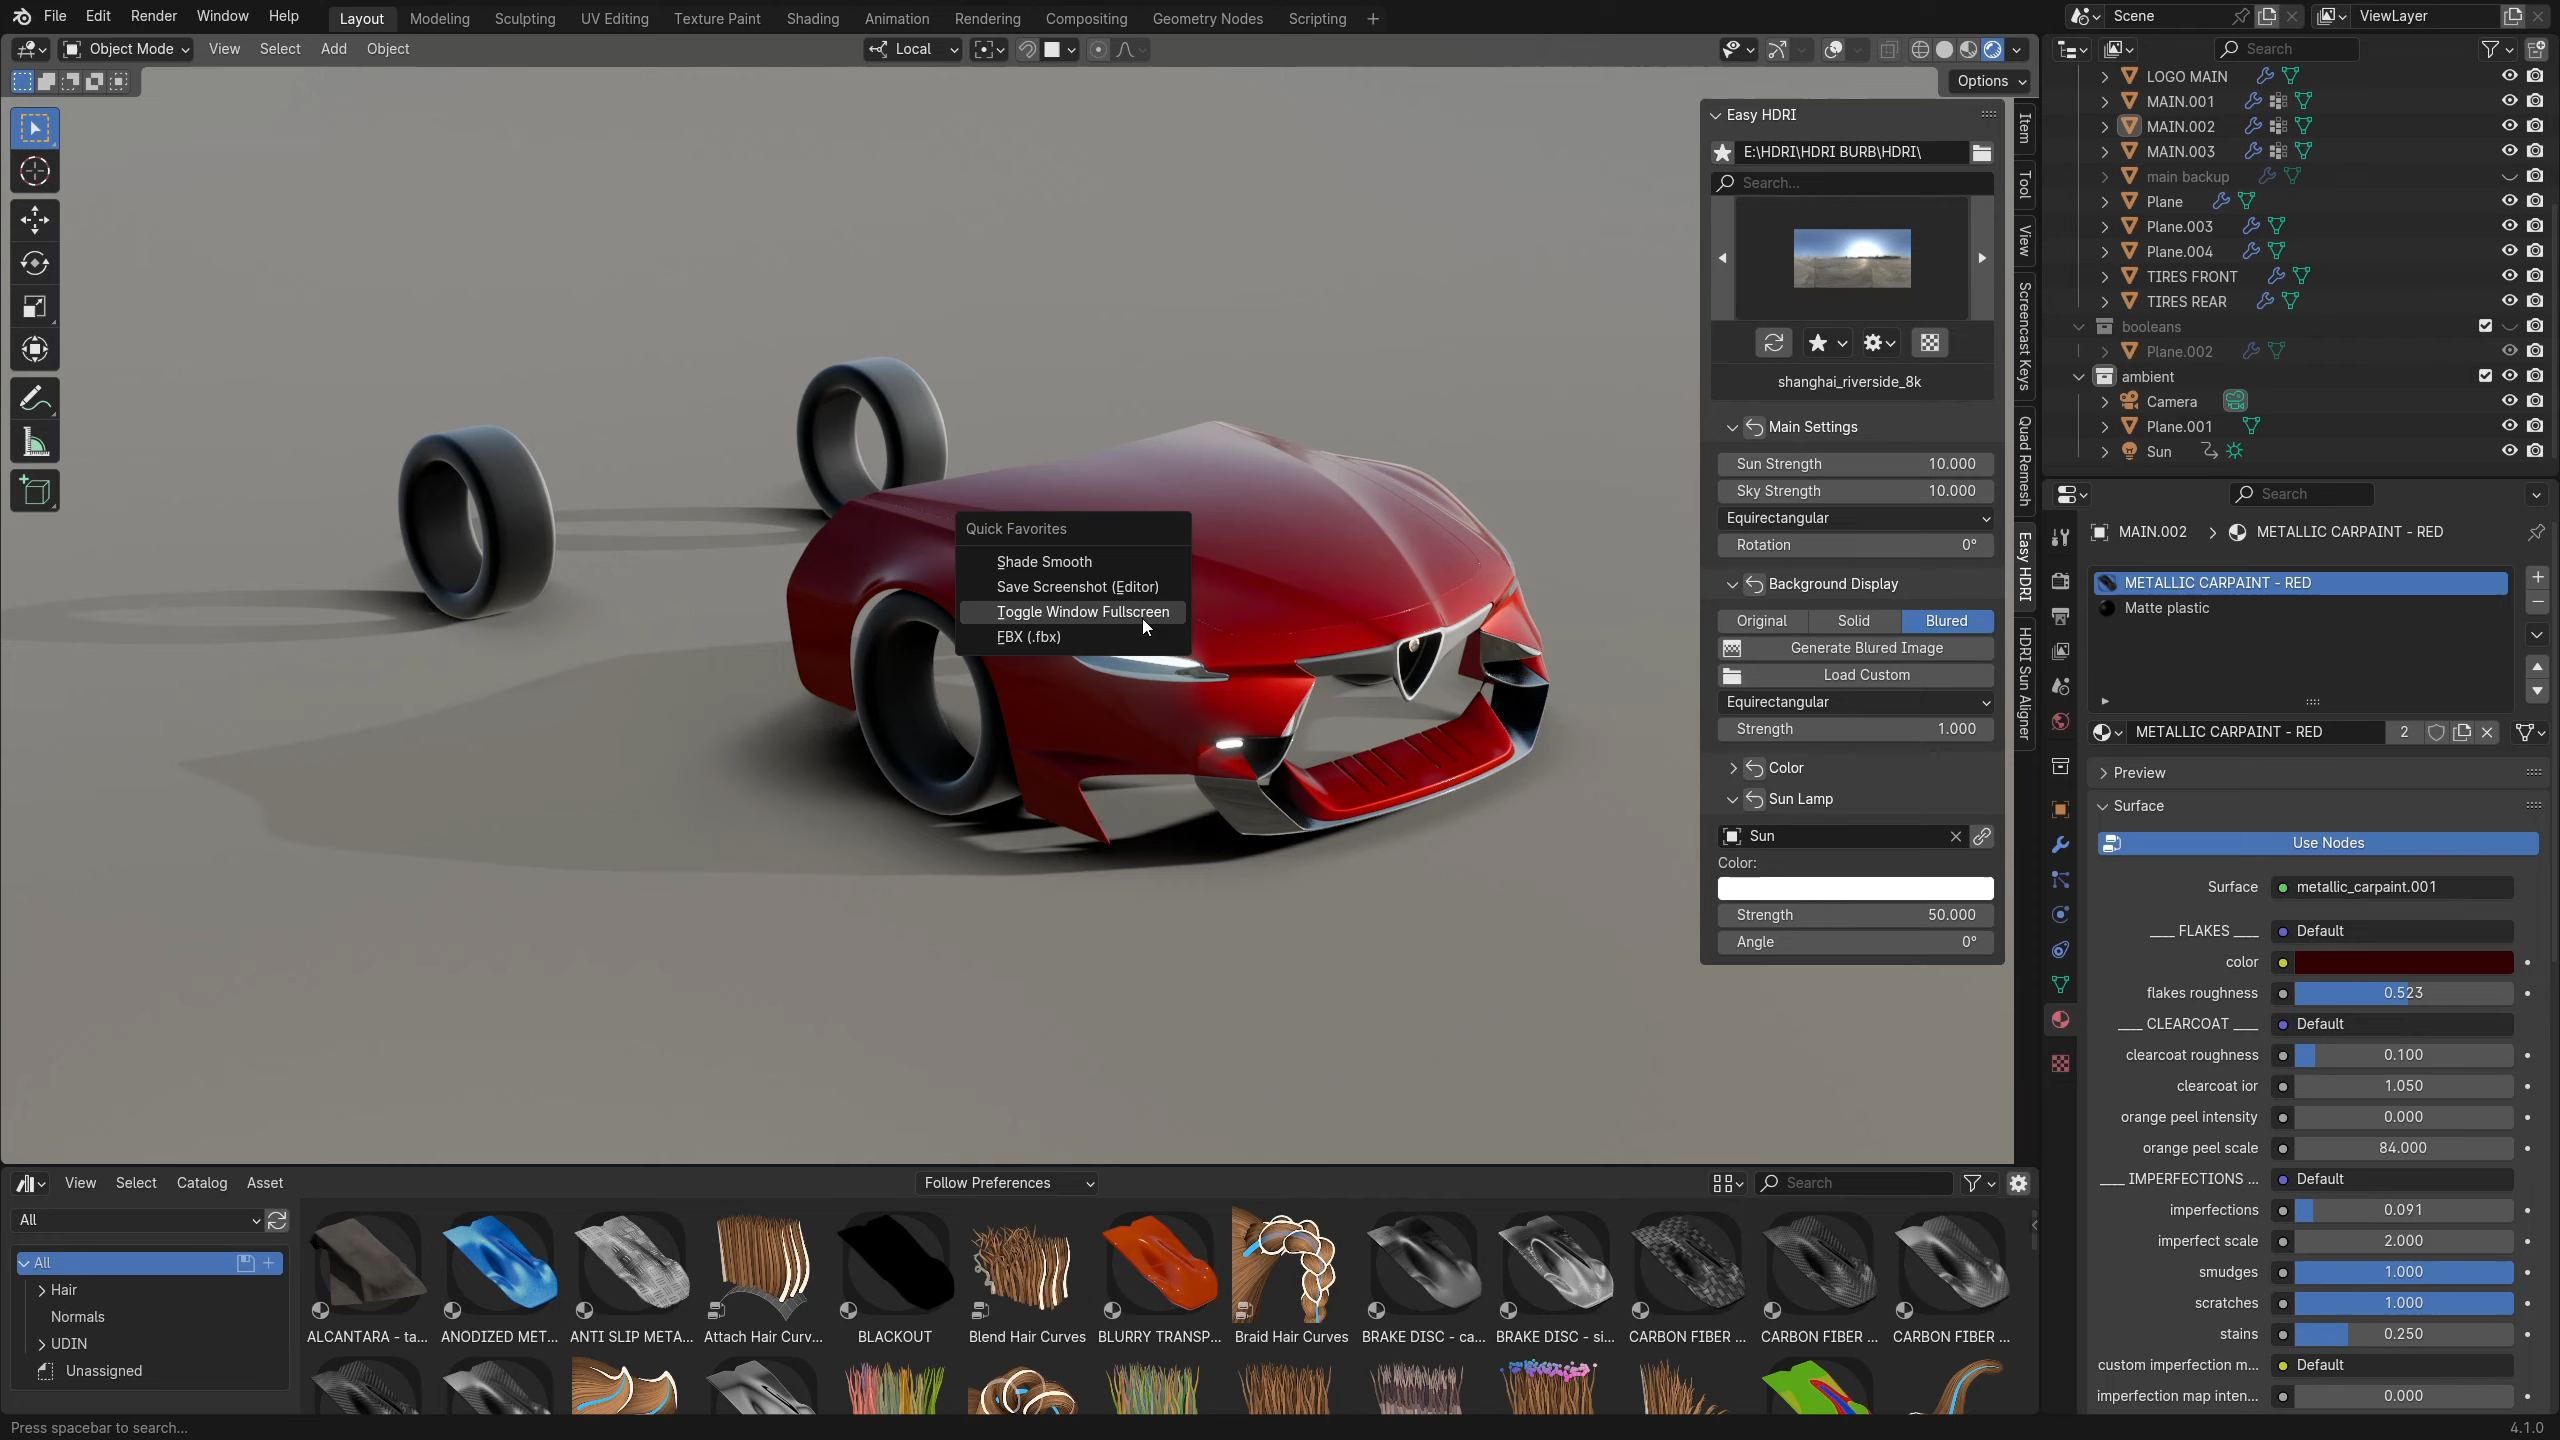 File Edit Render Window Help
Layout Modeling Sculpting UV Editing Texture Paint Shading Animation Rendering Compositing Geometry Nodes Scripting +
Scene
ViewLayer
Object Mode View Select Add Object
Local
Options
Search
LOGO MAIN
MAIN.001
MAIN.002
MAIN.003
main backup
Plane
Plane.003
Plane.004
TIRES FRONT
TIRES REAR
booleans
Plane.002
ambient
Camera
Plane.001
Sun
Easy HDRI
E:\HDRI\HDRI BURB\HDRI\
Search...
shanghai_riverside_8k
Main Settings
Sun Strength 10.000
Sky Strength 10.000
Equirectangular
Rotation 0°
Background Display
Original Solid Blured
Generate Blured Image
Load Custom
Equirectangular
Strength 1.000
Color
Sun Lamp
Sun
Color:
Strength 50.000
Angle 0°
Item
Tool
View
Screencast Keys
Quad Remesh
Easy HDRI
HDRI Sun Aligner
Quick Favorites
Shade Smooth
Save Screenshot (Editor)
Toggle Window Fullscreen
FBX (.fbx)
Search
MAIN.002 > METALLIC CARPAINT - RED
METALLIC CARPAINT - RED
Matte plastic
METALLIC CARPAINT - RED 2
Preview
Surface
Use Nodes
Surface metallic_carpaint.001
___ FLAKES ___ Default
color
flakes roughness 0.523
___ CLEARCOAT ___ Default
clearcoat roughness 0.100
clearcoat ior 1.050
orange peel intensity 0.000
orange peel scale 84.000
___ IMPERFECTIONS ... Default
imperfections 0.091
imperfect scale 2.000
smudges 1.000
scratches 1.000
stains 0.250
custom imperfection m... Default
imperfection map inten... 0.000
View Select Catalog Asset
Follow Preferences
Search
All
All
Hair
Normals
UDIN
Unassigned
ALCANTARA - ta... ANODIZED MET... ANTI SLIP META... Attach Hair Curv... BLACKOUT Blend Hair Curves BLURRY TRANSP... Braid Hair Curves BRAKE DISC - ca... BRAKE DISC - si... CARBON FIBER ... CARBON FIBER ... CARBON FIBER ...
Press spacebar to search...
4.1.0